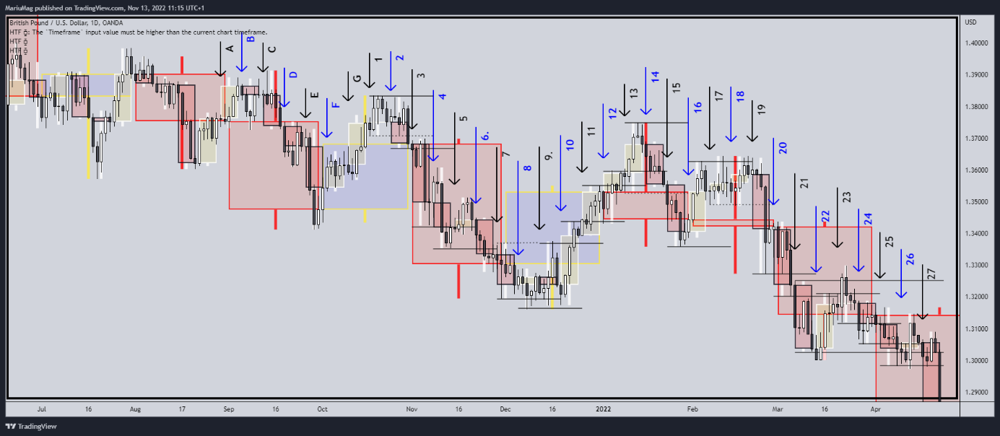 MariuMag published on TradingView.com, Nov 13, 2022 11:15 UTC+1
British Pound / U.S. Dollar, 1D, OANDA
HTF 🕯: The `Timeframe` input value must be higher than the current chart timeframe.
HTF 🕯
HTF 🕯
USD
1.40000
1.39000
1.38000
1.37000
1.36000
1.35000
1.34000
1.33000
1.32000
1.31000
1.30000
1.29000
A
B
C
D
E
F
G
1
2
3
4
5
6.
7
8
9.
10
11
12
13
14
15
16
17
18
19
20
21
22
23
24
25
26
27
Jul 16 Aug 17 Sep 16 Oct Nov 16 Dec 16 2022 Feb Mar 16 Apr
TradingView